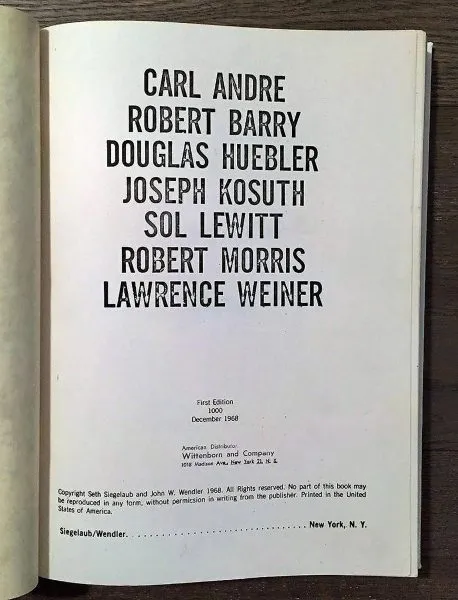 CARL ANDRE
ROBERT BARRY
DOUGLAS HUEBLER
JOSEPH KOSUTH
SOL LEWITT
ROBERT MORRIS
LAWRENCE WEINER
First Edition
1000
December 1968
American Distributor
Wittenborn and Company
1018 Madison Ave., New York 21, N. Y.
Copyright Seth Siegelaub and John W. Wendler 1968. All Rights reserved. No part of this book may
be reproduced in any form, without permission in writing from the publisher. Printed in the United
States of America.
Siegelaub/Wendler. . . . . . . . . . . . . . . . . . . . . . . . . . . . . . New York, N. Y.